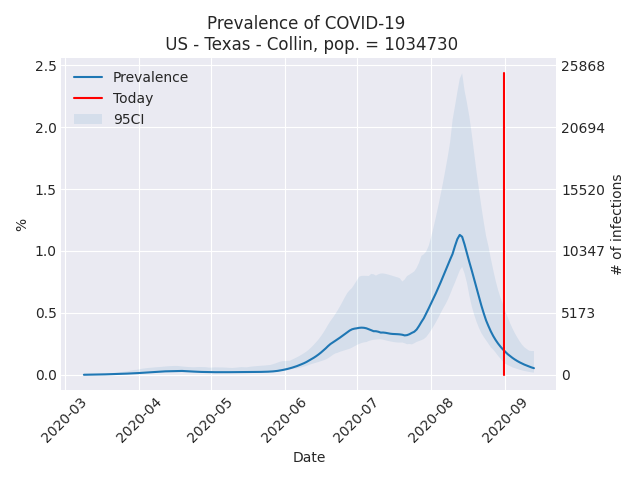 Prevalence of COVID-19
US - Texas - Collin, pop. = 1034730
Prevalence
Today
95CI
2.5
2.0
1.5
1.0
0.5
0.0
%
25868
20694
15520
10347
5173
0
# of infections
2020-03
2020-04
2020-05
2020-06
2020-07
2020-08
2020-09
Date